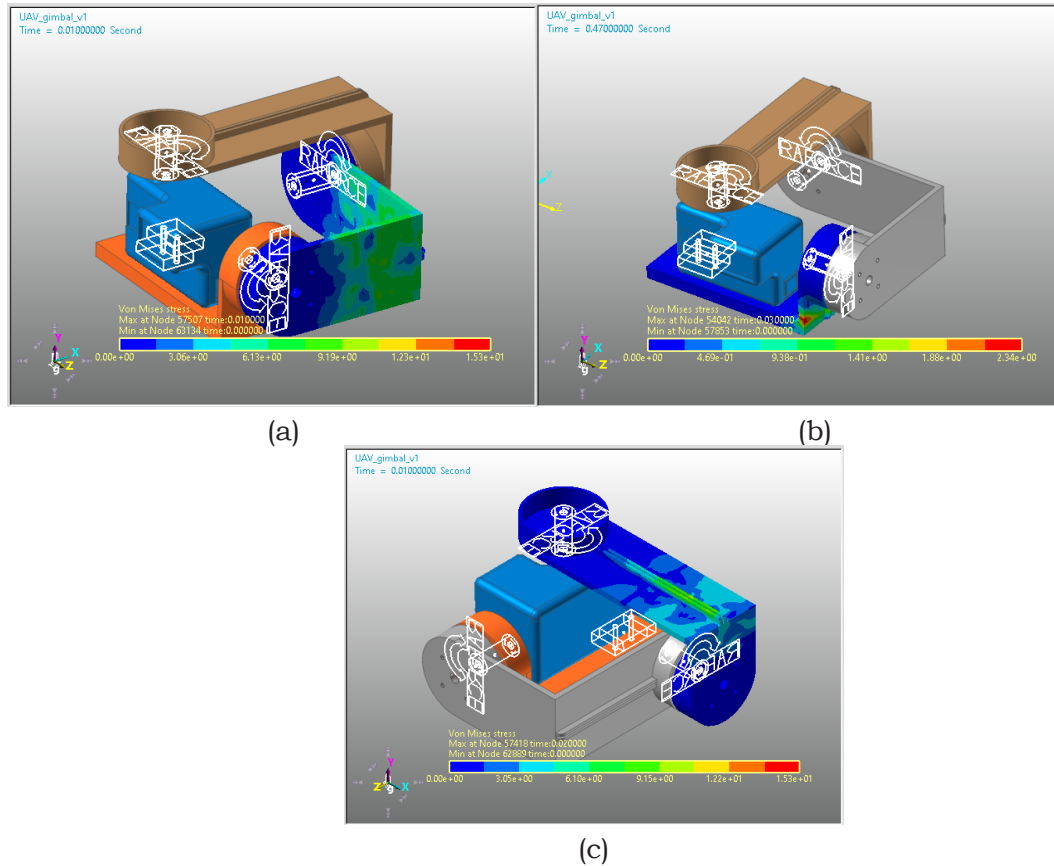 UAV_gimbal_v1
Time = 0.01000000 Second
Von Mises stress
Max at Node 57507 time:0.010000
Min at Node 63134 time:0.000000
0.00e+00 3.06e+00 6.13e+00 9.19e+00 1.23e+01 1.53e+01
Y
X
Z
g
(a)
UAV_gimbal_v1
Time = 0.47000000 Second
X
Z
Von Mises stress
Max at Node 54042 time:0.030000
Min at Node 57853 time:0.000000
0.00e+00 4.69e-01 9.38e-01 1.41e+00 1.88e+00 2.34e+00
Y
X
Z
g
(b)
UAV_gimbal_v1
Time = 0.01000000 Second
Von Mises stress
Max at Node 57418 time:0.020000
Min at Node 62889 time:0.000000
0.00e+00 3.05e+00 6.10e+00 9.15e+00 1.22e+01 1.53e+01
Y
Z
X
g
(c)